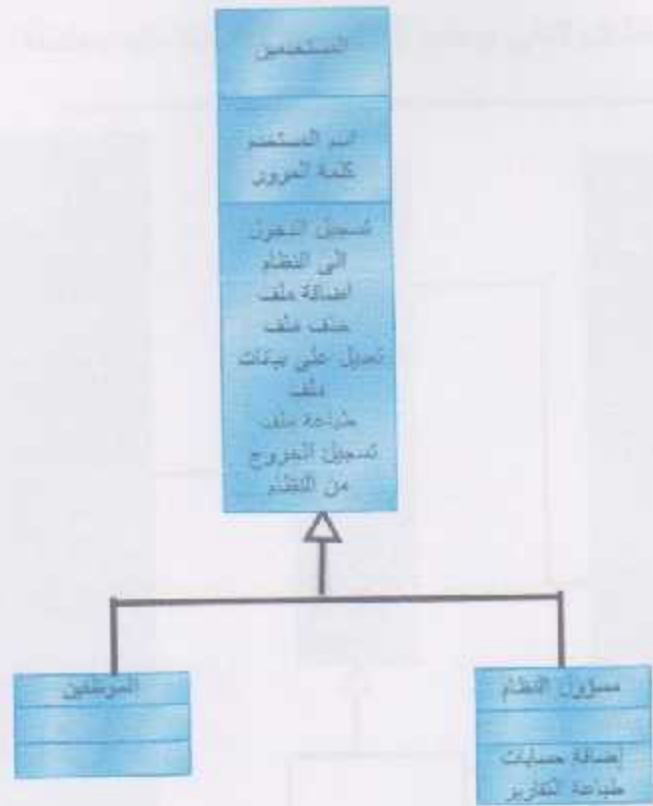 المستخدمين
اسم المستخدم
كلمة المرور
تسجيل الدخول
الى النظام
اضافة ملف
حذف ملف
تعديل على بيانات
ملف
طباعة ملف
تسجيل الخروج
من النظام
مسؤول النظام
إضافة حسابات
طباعة التقارير
الموظفين